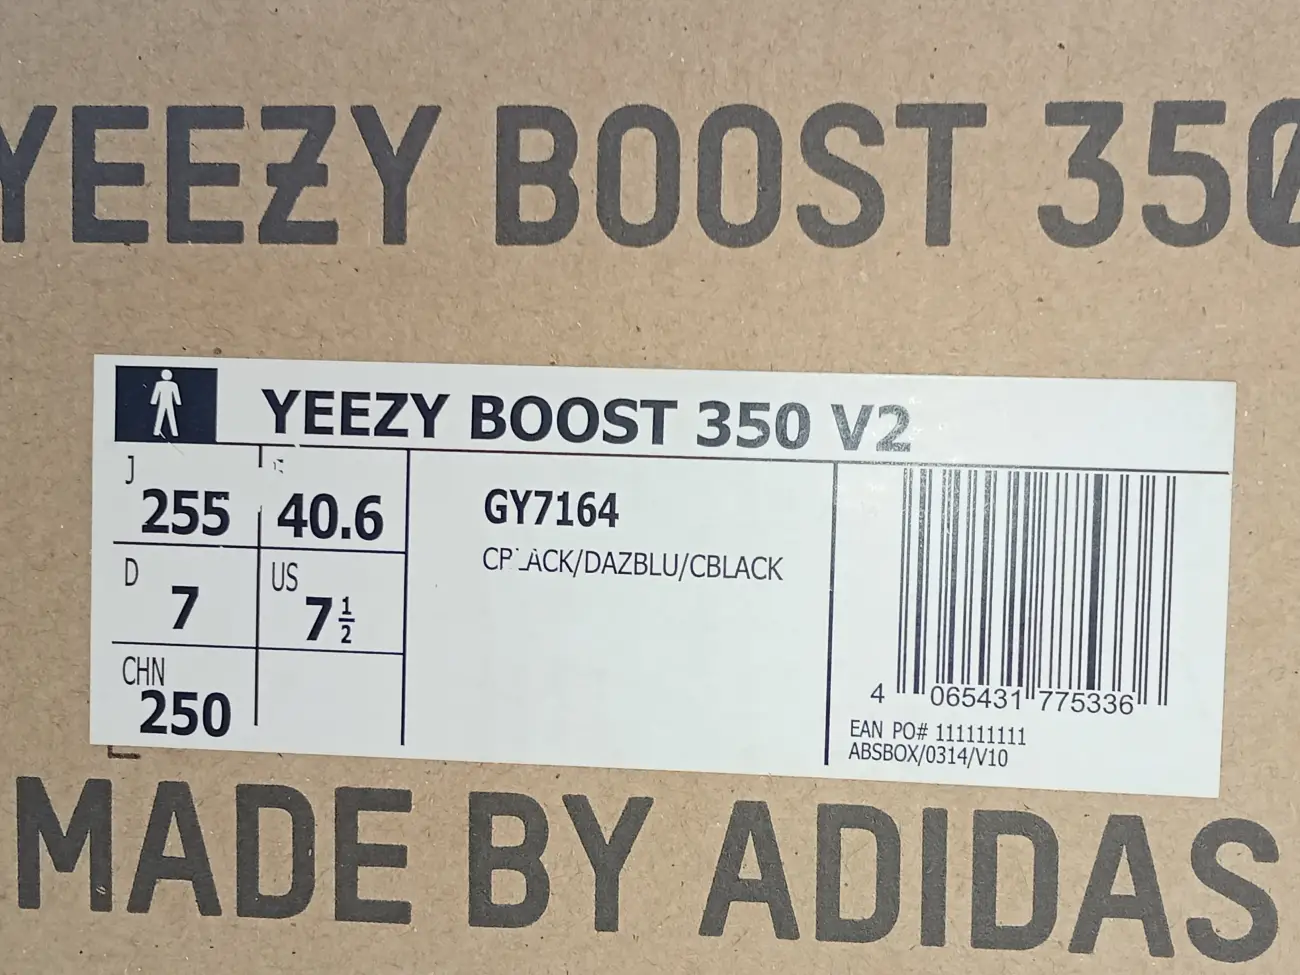 YEEZY BOOST 350
YEEZY BOOST 350 V2
J
255
40.6
D
7
US
7 1/2
CHN
250
GY7164
CBLACK/DAZBLU/CBLACK
4 065431 775336
EAN PO# 111111111
ABSBOX/0314/V10
MADE BY ADIDAS